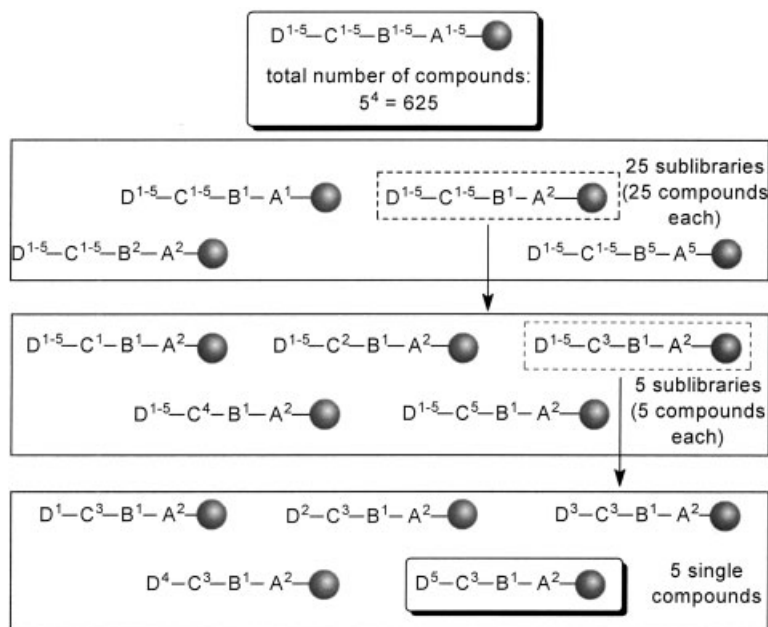 D¹⁻⁵—C¹⁻⁵—B¹⁻⁵—A¹⁻⁵—
total number of compounds:
5⁴ = 625
25 sublibraries
(25 compounds
each)
D¹⁻⁵—C¹⁻⁵—B¹—A¹—
D¹⁻⁵—C¹⁻⁵—B¹—A²—
D¹⁻⁵—C¹⁻⁵—B²—A²—
D¹⁻⁵—C¹⁻⁵—B⁵—A⁵—
D¹⁻⁵—C¹—B¹—A²—
D¹⁻⁵—C²—B¹—A²—
D¹⁻⁵—C³—B¹—A²—
D¹⁻⁵—C⁴—B¹—A²—
D¹⁻⁵—C⁵—B¹—A²—
5 sublibraries
(5 compounds
each)
D¹—C³—B¹—A²—
D²—C³—B¹—A²—
D³—C³—B¹—A²—
D⁴—C³—B¹—A²—
D⁵—C³—B¹—A²—
5 single
compounds